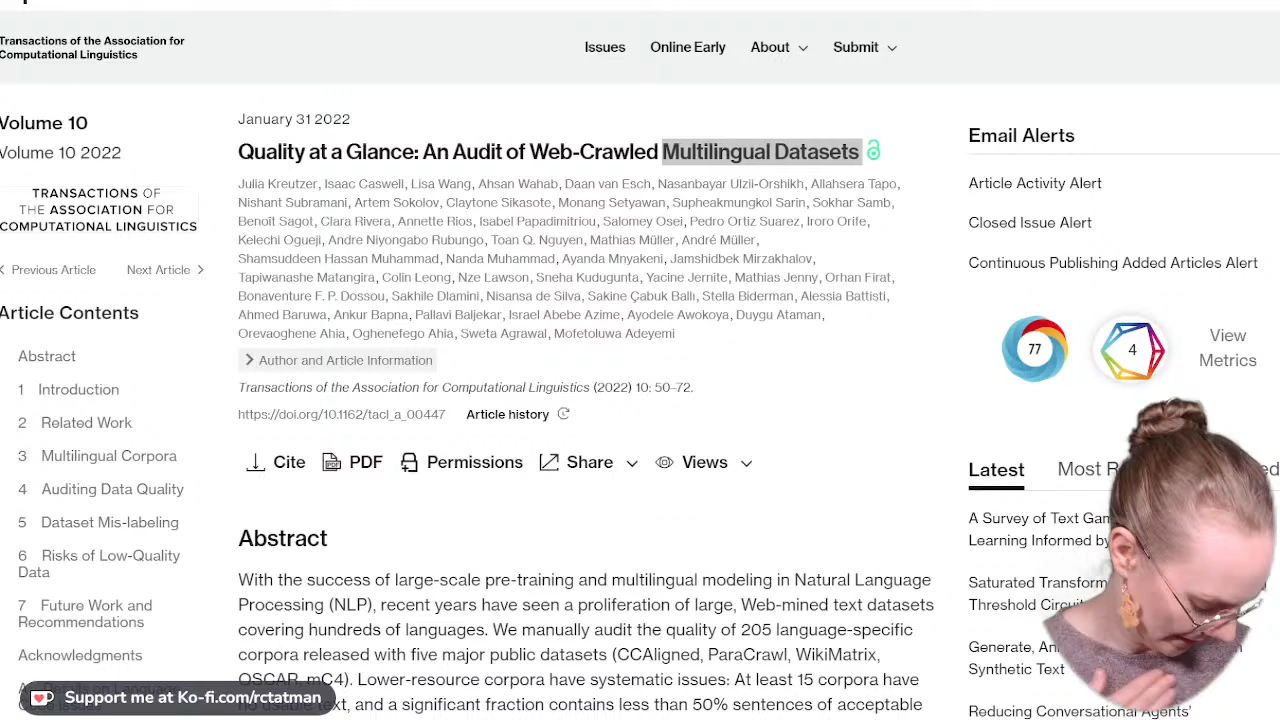 Transactions of the Association for
Computational Linguistics
Issues
Online Early
About
Submit
Volume 10
Volume 10 2022
TRANSACTIONS OF
THE ASSOCIATION FOR
COMPUTATIONAL LINGUISTICS
Previous Article
Next Article
Article Contents
Abstract
1 Introduction
2 Related Work
3 Multilingual Corpora
4 Auditing Data Quality
5 Dataset Mis-labeling
6 Risks of Low-Quality
Data
7 Future Work and
Recommendations
Acknowledgments
Support me at Ko-fi.com/rctatman
January 31 2022
Quality at a Glance: An Audit of Web-Crawled Multilingual Datasets
Julia Kreutzer, Isaac Caswell, Lisa Wang, Ahsan Wahab, Daan van Esch, Nasanbayar Ulzii-Orshikh, Allahsera Tapo,
Nishant Subramani, Artem Sokolov, Claytone Sikasote, Monang Setyawan, Supheakmungkol Sarin, Sokhar Samb,
Benoît Sagot, Clara Rivera, Annette Rios, Isabel Papadimitriou, Salomey Osei, Pedro Ortiz Suarez, Iroro Orife,
Kelechi Ogueji, Andre Niyongabo Rubungo, Toan Q. Nguyen, Mathias Müller, André Müller,
Shamsuddeen Hassan Muhammad, Nanda Muhammad, Ayanda Mnyakeni, Jamshidbek Mirzakhalov,
Tapiwanashe Matangira, Colin Leong, Nze Lawson, Sneha Kudugunta, Yacine Jernite, Mathias Jenny, Orhan Firat,
Bonaventure F. P. Dossou, Sakhile Dlamini, Nisansa de Silva, Sakine Çabuk Ballı, Stella Biderman, Alessia Battisti,
Ahmed Baruwa, Ankur Bapna, Pallavi Baljekar, Israel Abebe Azime, Ayodele Awokoya, Duygu Ataman,
Orevaoghene Ahia, Oghenefego Ahia, Sweta Agrawal, Mofetoluwa Adeyemi
Author and Article Information
Transactions of the Association for Computational Linguistics (2022) 10: 50–72.
https://doi.org/10.1162/tacl_a_00447
Article history
Cite
PDF
Permissions
Share
Views
Abstract
With the success of large-scale pre-training and multilingual modeling in Natural Language
Processing (NLP), recent years have seen a proliferation of large, Web-mined text datasets
covering hundreds of languages. We manually audit the quality of 205 language-specific
corpora released with five major public datasets (CCAligned, ParaCrawl, WikiMatrix,
OSCAR, mC4). Lower-resource corpora have systematic issues: At least 15 corpora have
no usable text, and a significant fraction contains less than 50% sentences of acceptable
Email Alerts
Article Activity Alert
Closed Issue Alert
Continuous Publishing Added Articles Alert
77
4
View
Metrics
Latest
Most
A Survey of Text
Learning Informed by
Saturated
Threshold
Generate,
Synthetic Text
Reducing Conversational Agents'